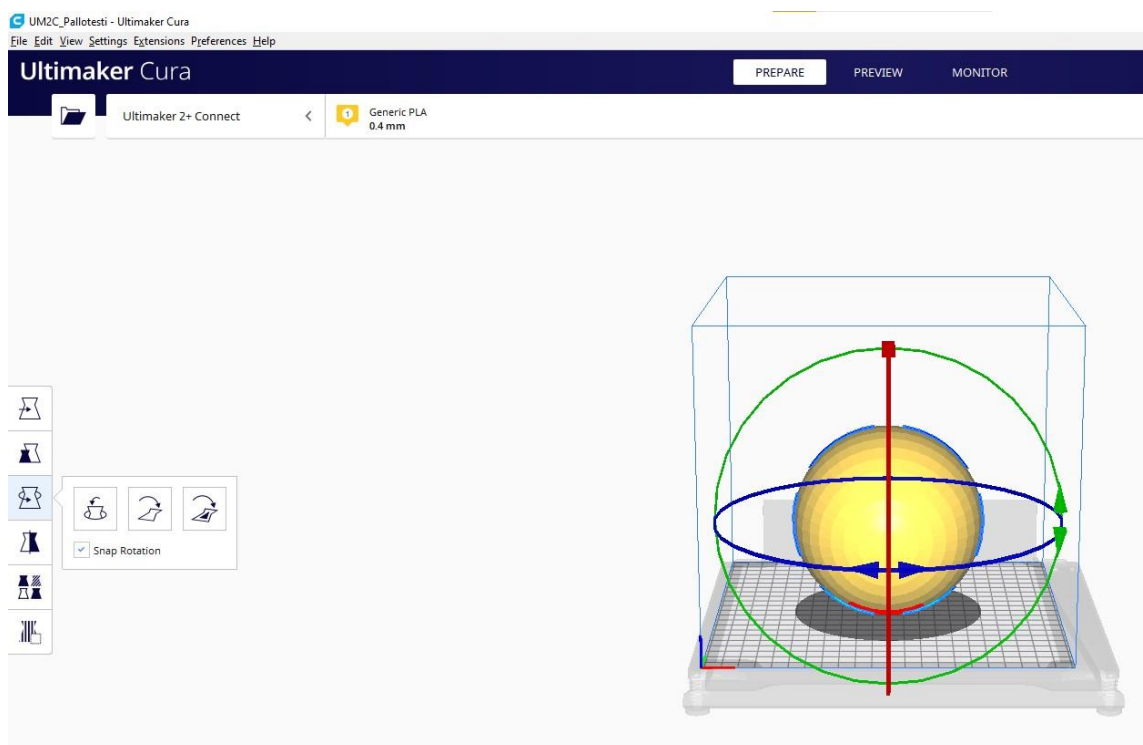 UM2C_Pallotesti - Ultimaker Cura
File Edit View Settings Extensions Preferences Help
Ultimaker Cura
PREPARE PREVIEW MONITOR
Ultimaker 2+ Connect
1
Generic PLA
0.4 mm
Snap Rotation